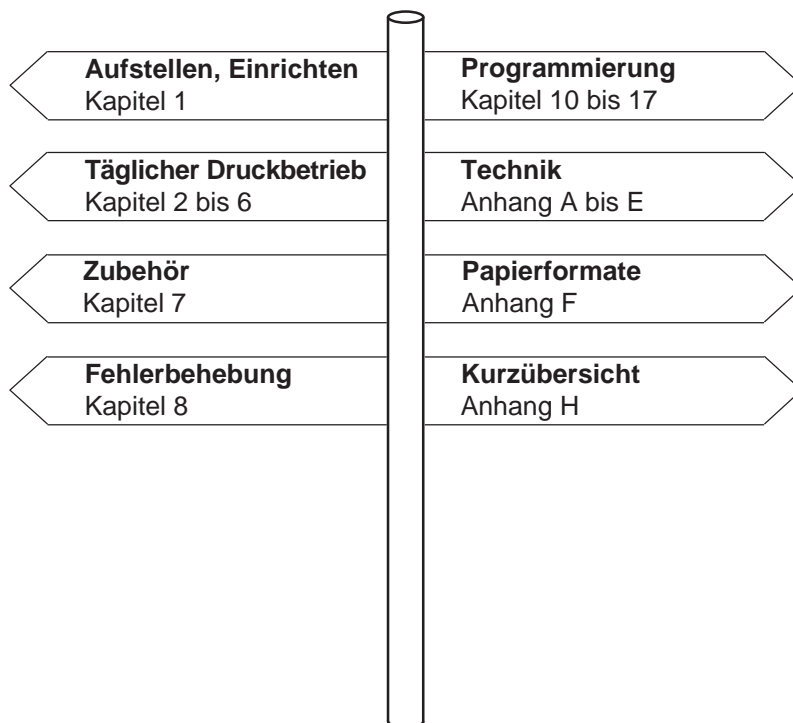 Aufstellen, Einrichten
Kapitel 1
Täglicher Druckbetrieb
Kapitel 2 bis 6
Zubehör
Kapitel 7
Fehlerbehebung
Kapitel 8
Programmierung
Kapitel 10 bis 17
Technik
Anhang A bis E
Papierformate
Anhang F
Kurzübersicht
Anhang H